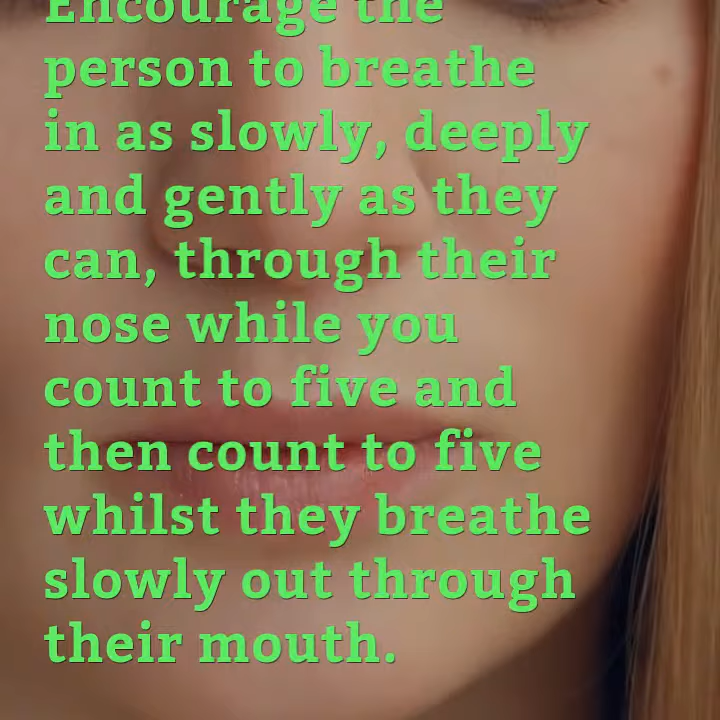 Encourage the
person to breathe
in as slowly, deeply
and gently as they
can, through their
nose while you
count to five and
then count to five
whilst they breathe
slowly out through
their mouth.